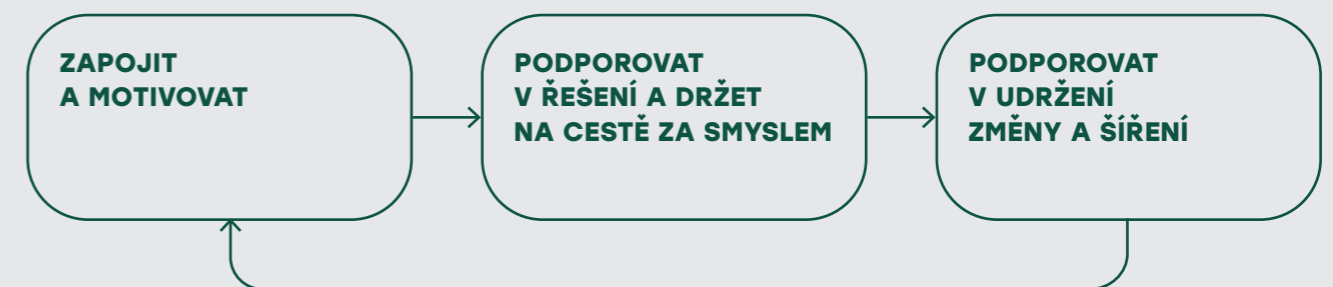 ZAPOJIT
A MOTIVOVAT
PODPOROVAT
V ŘEŠENÍ A DRŽET
NA CESTĚ ZA SMYSLEM
PODPOROVAT
V UDRŽENÍ
ZMĚNY A ŠÍŘENÍ